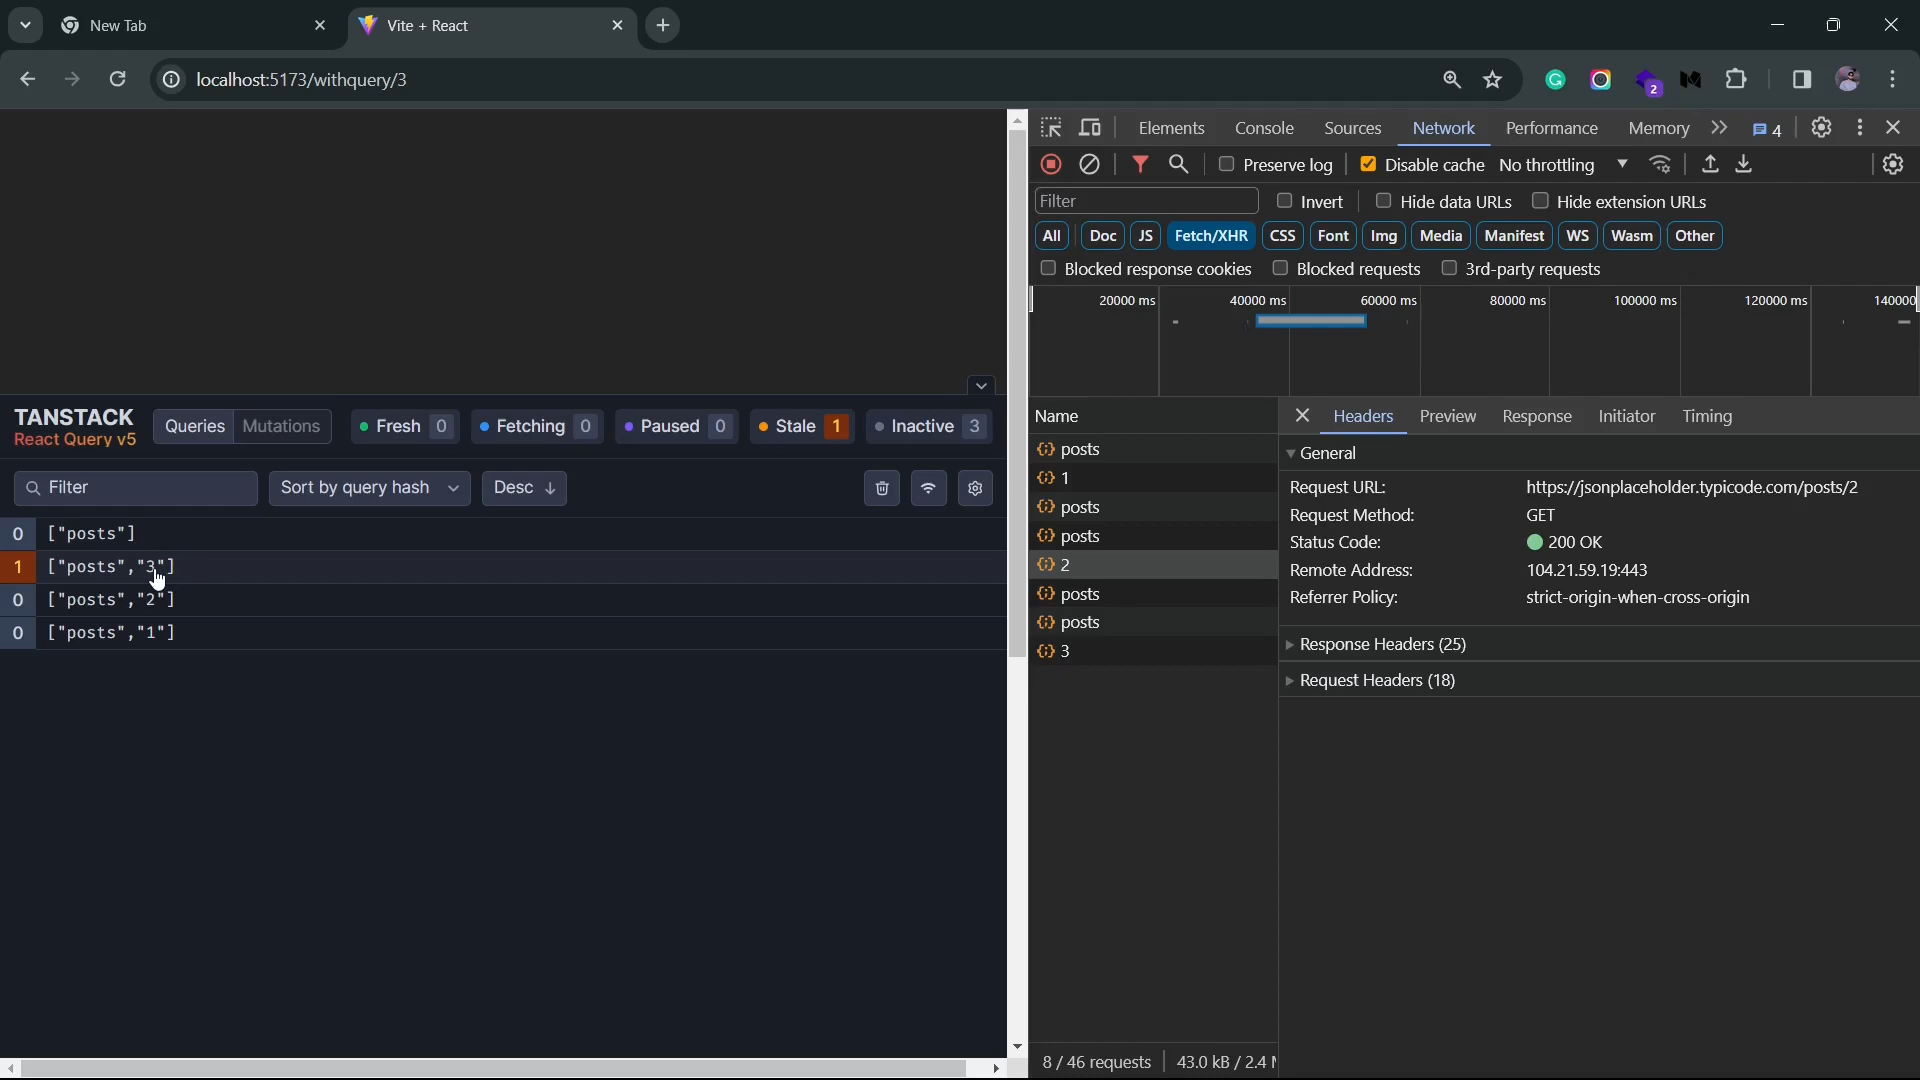 New Tab
Vite + React
localhost:5173/withquery/3
2
Elements Console Sources Network Performance Memory 4
Preserve log Disable cache No throttling
Filter Invert Hide data URLs Hide extension URLs
All Doc JS Fetch/XHR CSS Font Img Media Manifest WS Wasm Other
Blocked response cookies Blocked requests 3rd-party requests
20000 ms 40000 ms 60000 ms 80000 ms 100000 ms 120000 ms 140000
TANSTACK
React Query v5
Queries Mutations
Fresh 0 Fetching 0 Paused 0 Stale 1 Inactive 3
Filter Sort by query hash Desc ↓
0 ["posts"]
1 ["posts","3"]
0 ["posts","2"]
0 ["posts","1"]
Name
posts
1
posts
posts
2
posts
posts
3
8 / 46 requests 43.0 kB / 2.4
Headers Preview Response Initiator Timing
General
Request URL: https://jsonplaceholder.typicode.com/posts/2
Request Method: GET
Status Code: 200 OK
Remote Address: 104.21.59.19:443
Referrer Policy: strict-origin-when-cross-origin
Response Headers (25)
Request Headers (18)